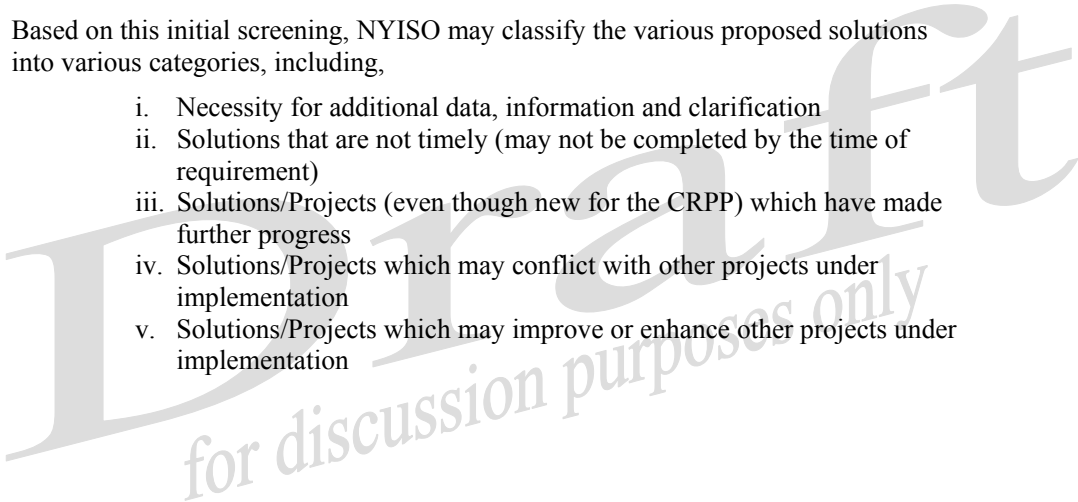 Based on this initial screening, NYISO may classify the various proposed solutions
into various categories, including,
i. Necessity for additional data, information and clarification
ii. Solutions that are not timely (may not be completed by the time of
requirement)
iii. Solutions/Projects (even though new for the CRPP) which have made
further progress
iv. Solutions/Projects which may conflict with other projects under
implementation
v. Solutions/Projects which may improve or enhance other projects under
implementation
Draft
for discussion purposes only